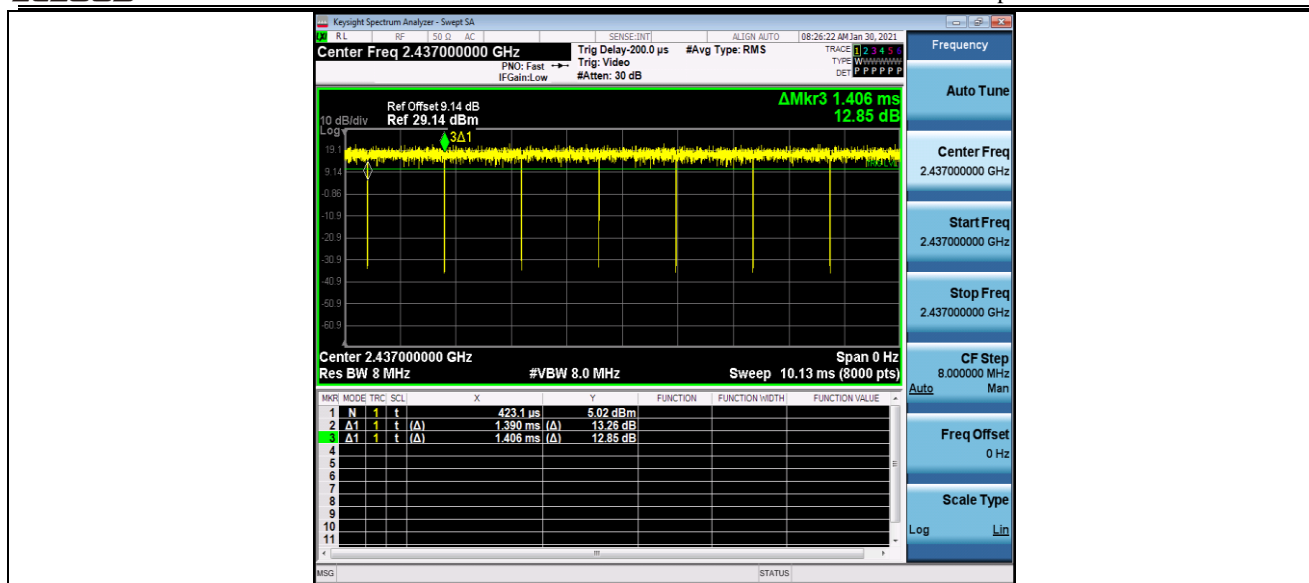 Keysight Spectrum Analyzer - Swept SA
RL RF 50 Ω AC SENSE:INT ALIGN AUTO 08:26:22 AM Jan 30, 2021
Center Freq 2.437000000 GHz Trig Delay-200.0 µs #Avg Type: RMS TRACE 1 2 3 4 5 6
PNO: Fast Trig: Video TYPE WWWWWW
IFGain:Low #Atten: 30 dB DET P P P P P P
Frequency
ΔMkr3 1.406 ms
12.85 dB
Ref Offset 9.14 dB
10 dB/div Ref 29.14 dBm
Log
3Δ1
19.1
9.14
-0.86
-10.9
-20.9
-30.9
-40.9
-50.9
-60.9
Center 2.437000000 GHz Span 0 Hz
Res BW 8 MHz #VBW 8.0 MHz Sweep 10.13 ms (8000 pts)
MKR MODE TRC SCL X Y FUNCTION FUNCTION WIDTH FUNCTION VALUE
1 N 1 t 423.1 µs 5.02 dBm
2 Δ1 1 t (Δ) 1.390 ms (Δ) 13.26 dB
3 Δ1 1 t (Δ) 1.406 ms (Δ) 12.85 dB
4
5
6
7
8
9
10
11
MSG STATUS
Auto Tune
Center Freq
2.437000000 GHz
Start Freq
2.437000000 GHz
Stop Freq
2.437000000 GHz
CF Step
8.000000 MHz
Auto Man
Freq Offset
0 Hz
Scale Type
Log Lin